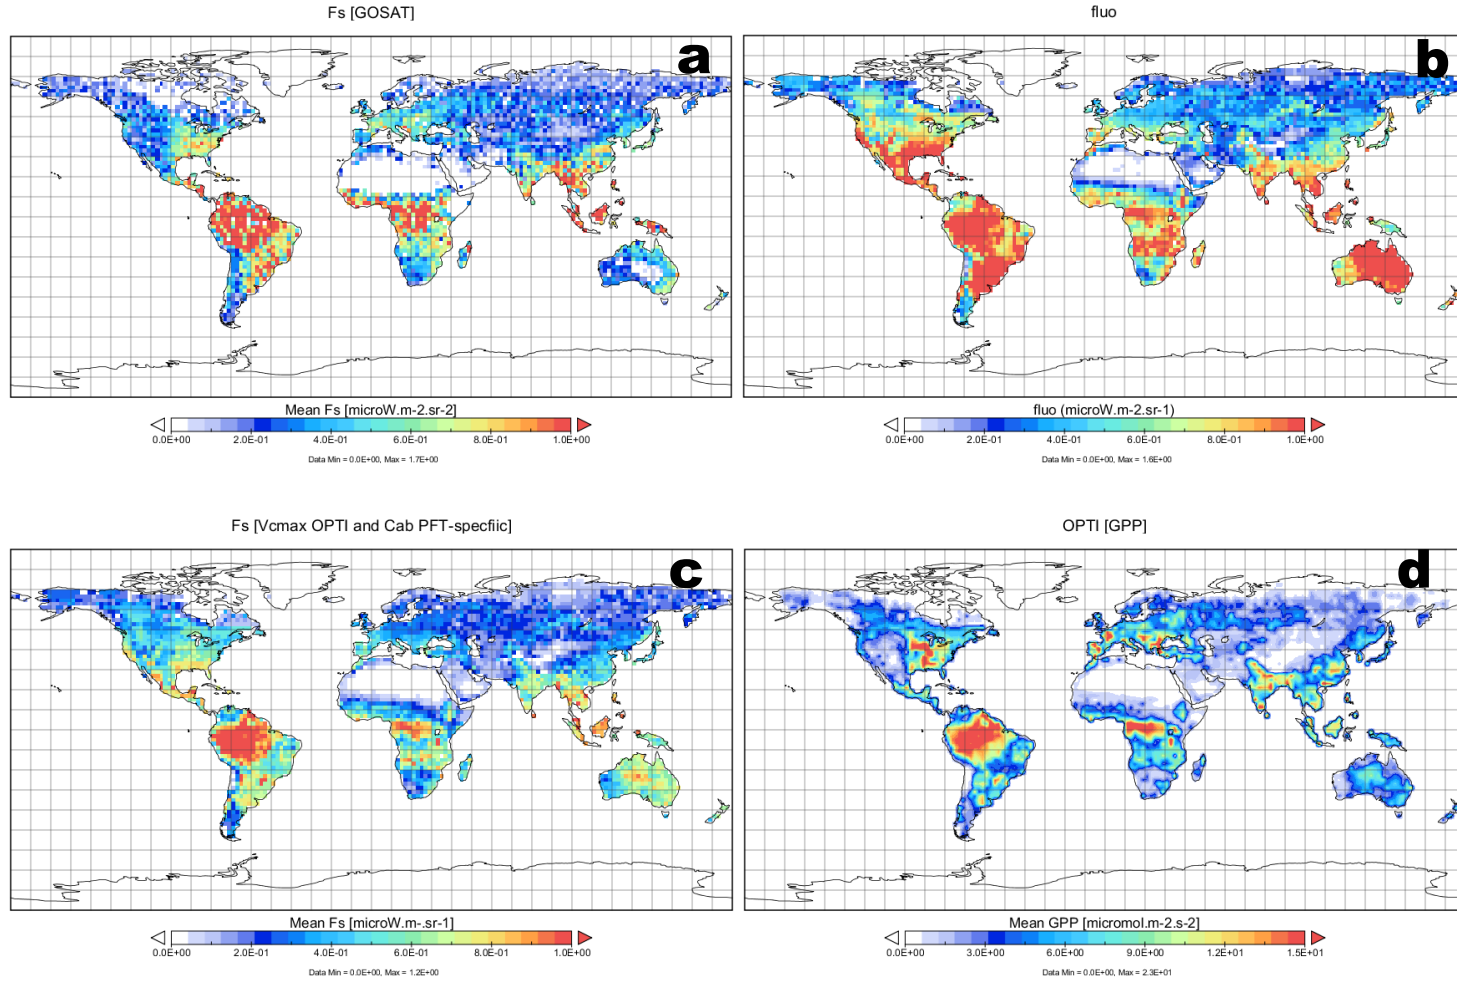 Fs [GOSAT]
a
Mean Fs [microW.m-2.sr-2]
0.0E+00 2.0E-01 4.0E-01 6.0E-01 8.0E-01 1.0E+00
Data Min = 0.0E+00, Max = 1.7E+00
fluo
b
fluo (microW.m-2.sr-1)
0.0E+00 2.0E-01 4.0E-01 6.0E-01 8.0E-01 1.0E+00
Data Min = 0.0E+00, Max = 1.6E+00
Fs [Vcmax OPTI and Cab PFT-specfiic]
c
Mean Fs [microW.m-.sr-1]
0.0E+00 2.0E-01 4.0E-01 6.0E-01 8.0E-01 1.0E+00
Data Min = 0.0E+00, Max = 1.2E+00
OPTI [GPP]
d
Mean GPP [micromol.m-2.s-2]
0.0E+00 3.0E+00 6.0E+00 9.0E+00 1.2E+01 1.5E+01
Data Min = 0.0E+00, Max = 2.3E+01